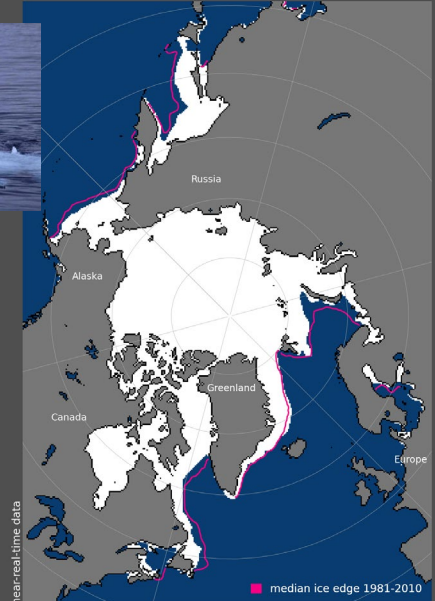 Russia
Alaska
Greenland
Canada
Europe
near-real-time data
median ice edge 1981-2010